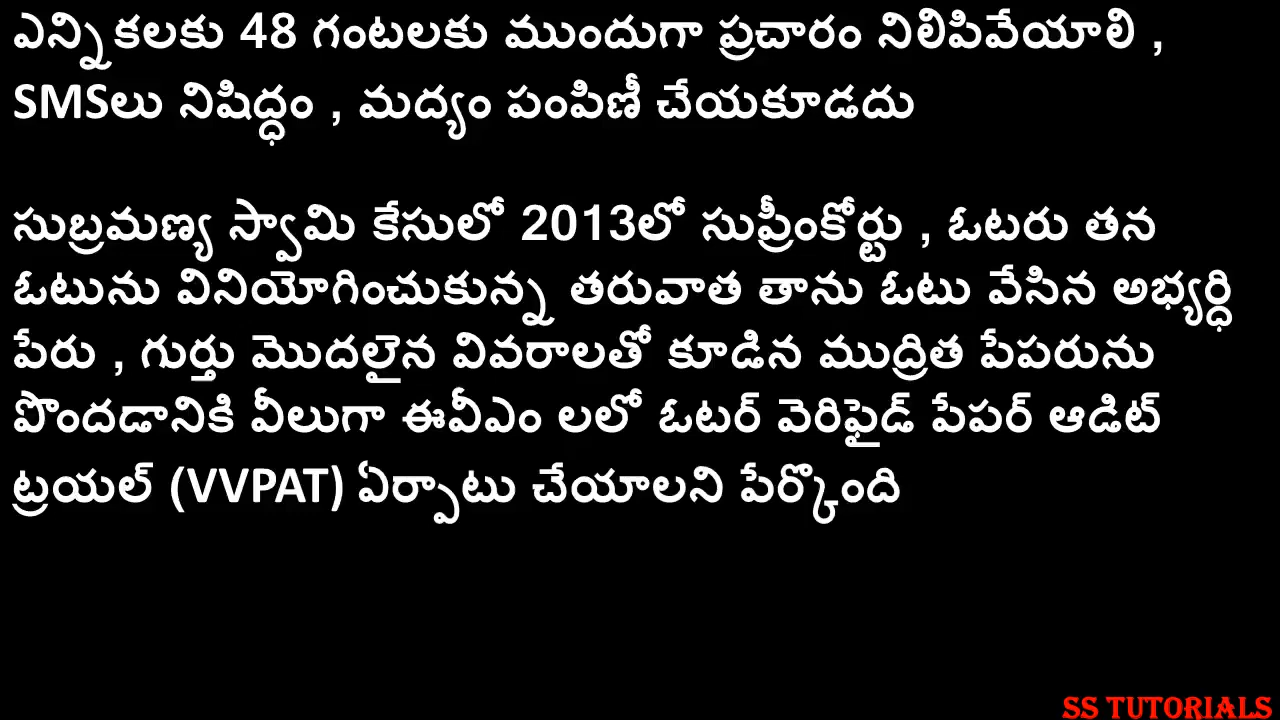 ఎన్నికలకు 48 గంటలకు ముందుగా ప్రచారం నిలిపివేయాలి ,
SMSలు నిషిద్ధం , మద్యం పంపిణీ చేయకూడదు
సుబ్రమణ్య స్వామి కేసులో 2013లో సుప్రీంకోర్టు , ఓటరు తన
ఓటును వినియోగించుకున్న తరువాత తాను ఓటు వేసిన అభ్యర్ధి
పేరు , గుర్తు మొదలైన వివరాలతో కూడిన ముద్రిత పేపరును
పొందడానికి వీలుగా ఈవీఎం లలో ఓటర్ వెరిఫైడ్ పేపర్ ఆడిట్
ట్రయల్ (VVPAT) ఏర్పాటు చేయాలని పేర్కొంది
SS TUTORIALS